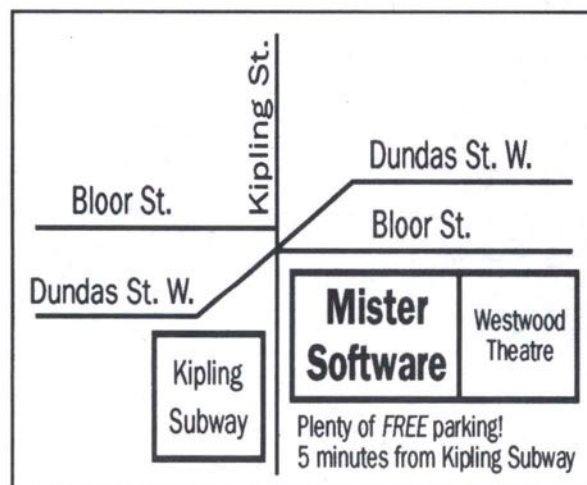 Kipling St.
Dundas St. W.
Bloor St.
Bloor St.
Dundas St. W.
Mister
Software
Westwood
Theatre
Kipling
Subway
Plenty of FREE parking!
5 minutes from Kipling Subway